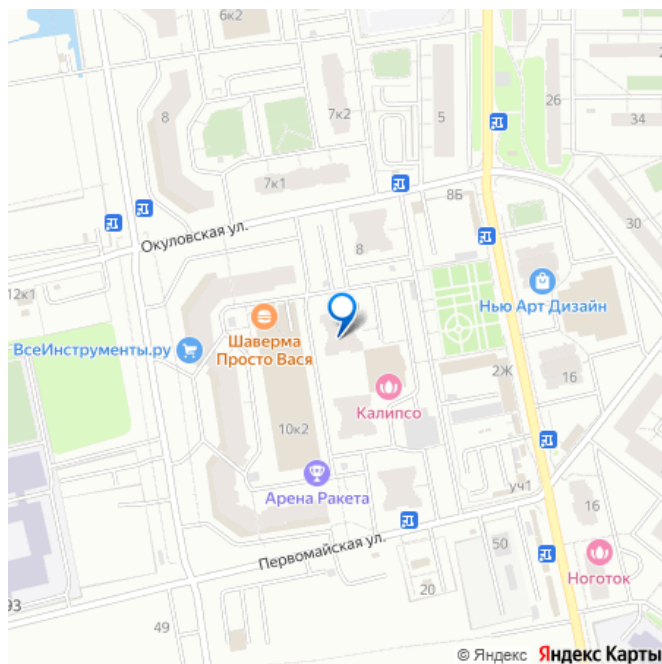 6к2
8
7к2
5
26
2
34
7к1
8Б
30
Окуловская ул.
8
12к1
Нью Арт Дизайн
Шаверма
Просто Вася
ВсеИнструменты.ру
2Ж
16
Калипсо
10к2
Арена Ракета
уч1
16
Первомайская ул.
50
Ноготок
20
93
49
© Яндекс Яндекс Карты